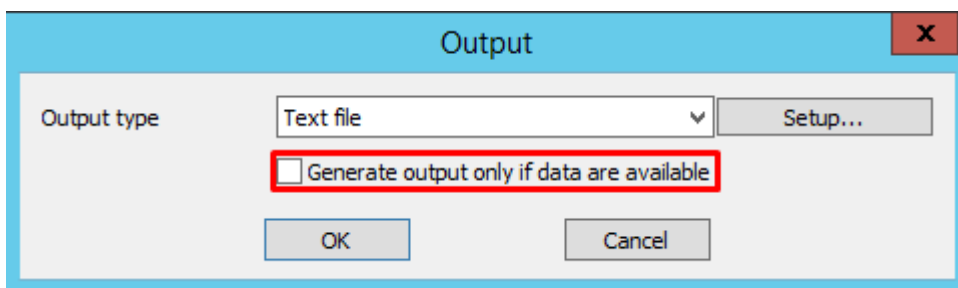 Output
x
Output type Text file Setup...
Generate output only if data are available
OK Cancel